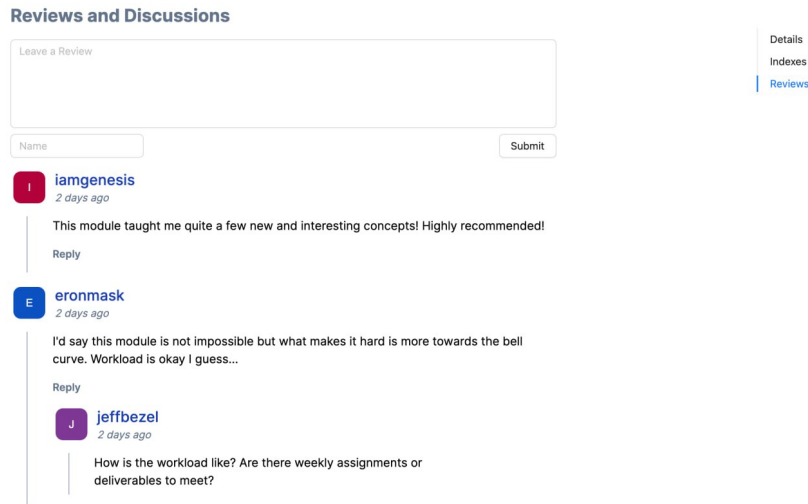 Reviews and Discussions
Leave a Review
Name
Submit
Details
Indexes
Reviews
I
iamgenesis
2 days ago
This module taught me quite a few new and interesting concepts! Highly recommended!
Reply
E
eronmask
2 days ago
I'd say this module is not impossible but what makes it hard is more towards the bell
curve. Workload is okay I guess...
Reply
J
jeffbezel
2 days ago
How is the workload like? Are there weekly assignments or
deliverables to meet?